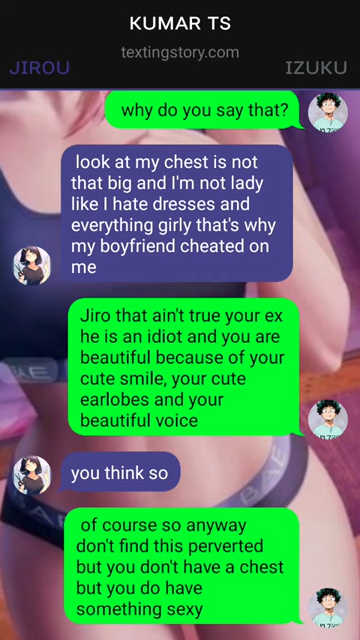 KUMAR TS
textingstory.com
JIROU
IZUKU
why do you say that?
look at my chest is not
that big and I'm not lady
like I hate dresses and
everything girly that's why
my boyfriend cheated on
me
Jiro that ain't true your ex
he is an idiot and you are
beautiful because of your
cute smile, your cute
earlobes and your
beautiful voice
you think so
of course so anyway
don't find this perverted
but you don't have a chest
but you do have
something sexy
BAE